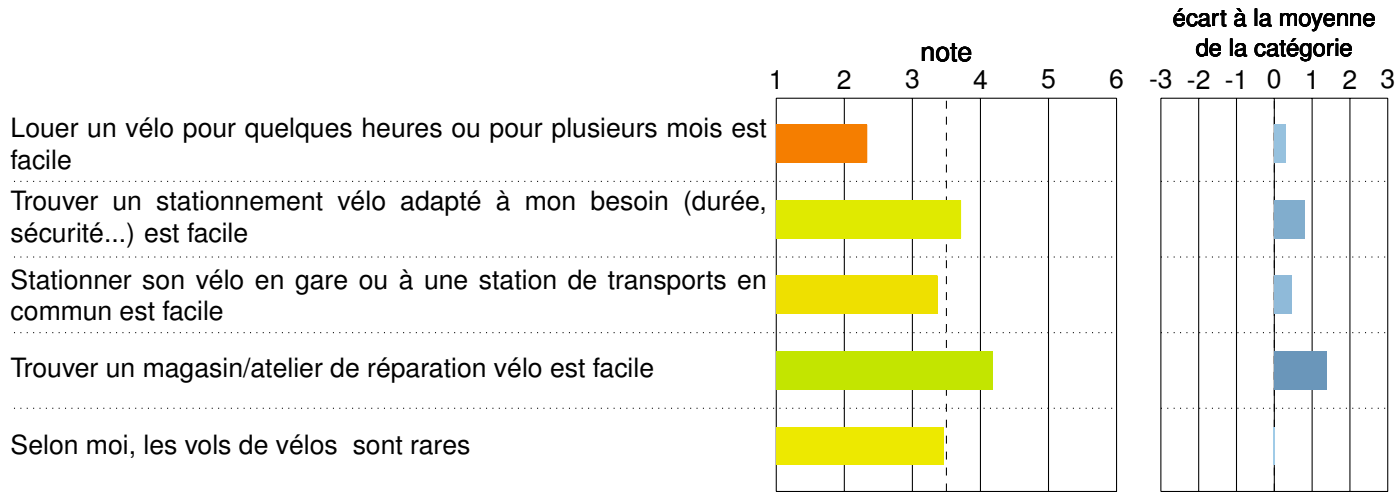 écart à la moyenne
note de la catégorie
1 2 3 4 5 6 -3 -2 -1 0 1 2 3
Louer un vélo pour quelques heures ou pour plusieurs mois est
facile
Trouver un stationnement vélo adapté à mon besoin (durée,
sécurité...) est facile
Stationner son vélo en gare ou à une station de transports en
commun est facile
Trouver un magasin/atelier de réparation vélo est facile
Selon moi, les vols de vélos sont rares